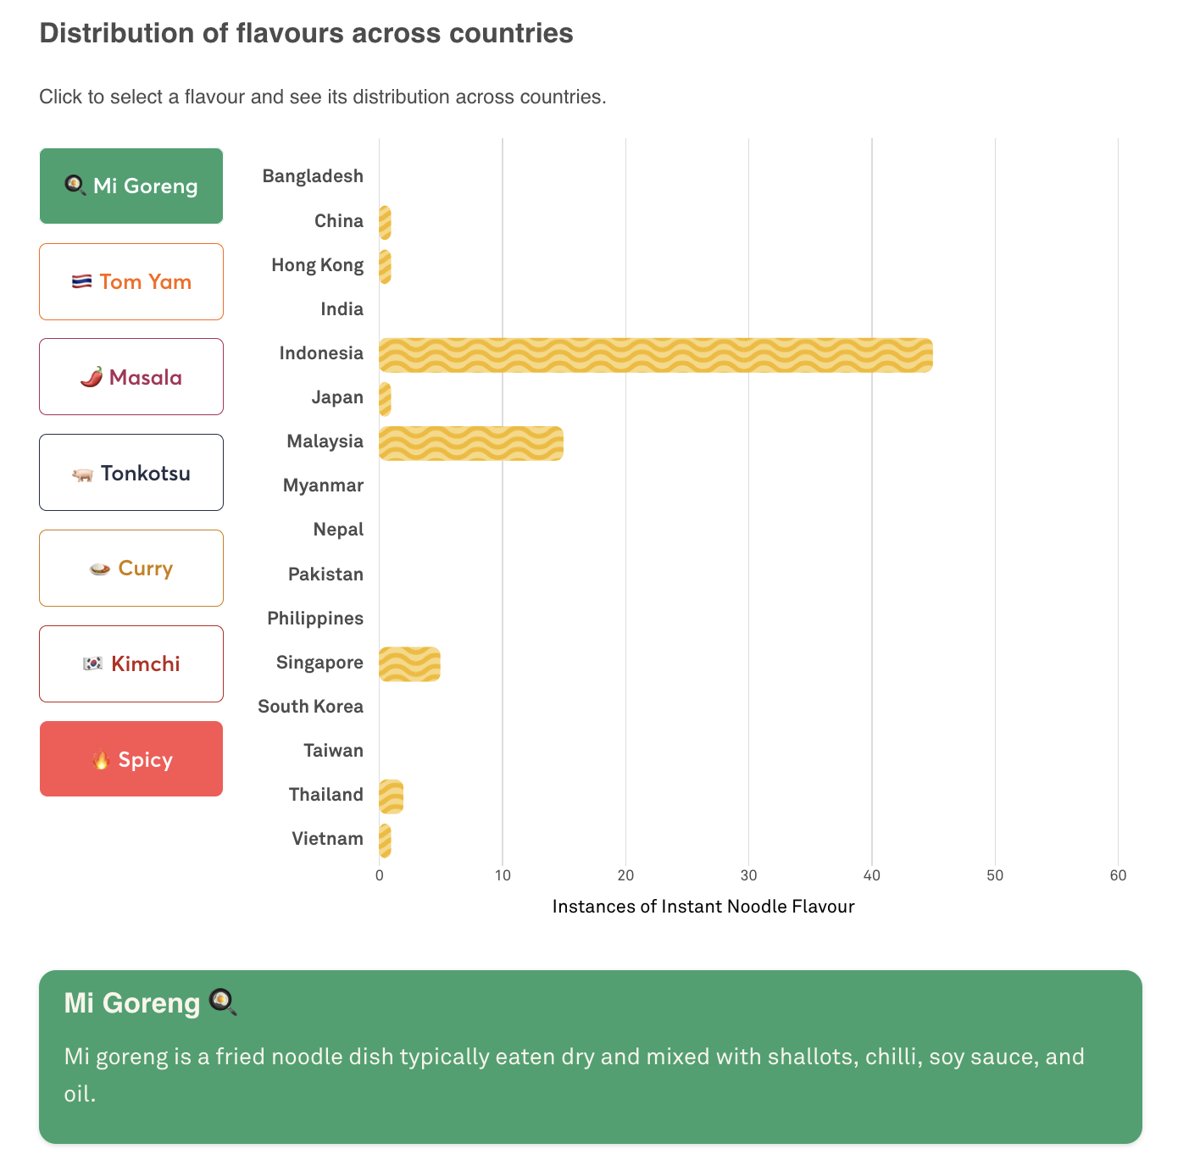 Distribution of flavours across countries
Click to select a flavour and see its distribution across countries.
Mi Goreng
Tom Yam
Masala
Tonkotsu
Curry
Kimchi
Spicy
Bangladesh
China
Hong Kong
India
Indonesia
Japan
Malaysia
Myanmar
Nepal
Pakistan
Philippines
Singapore
South Korea
Taiwan
Thailand
Vietnam
0 10 20 30 40 50 60
Instances of Instant Noodle Flavour
Mi Goreng
Mi goreng is a fried noodle dish typically eaten dry and mixed with shallots, chilli, soy sauce, and
oil.